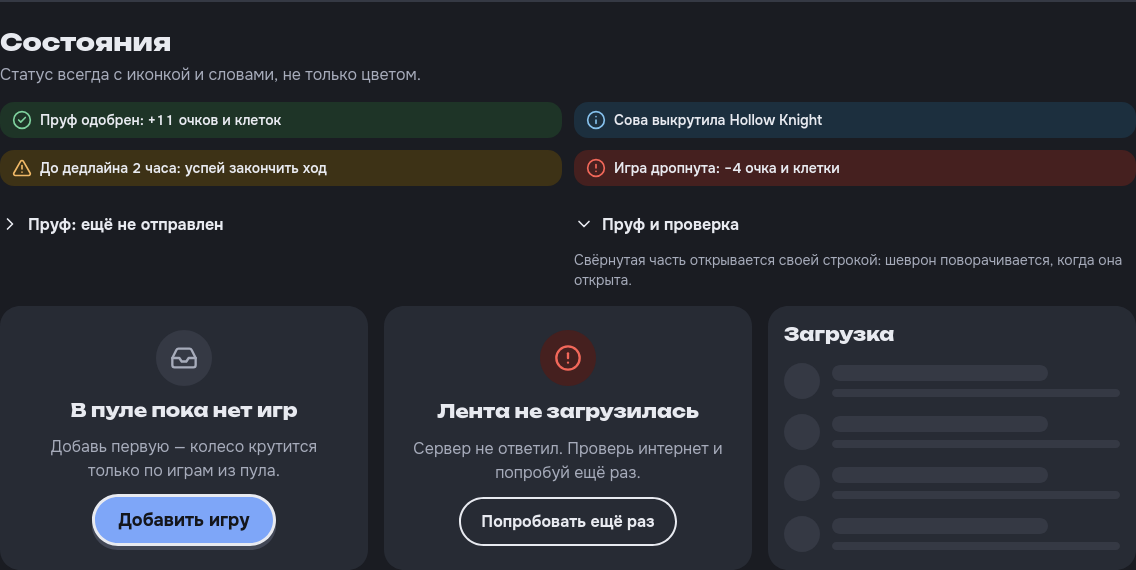 Состояния
Статус всегда с иконкой и словами, не только цветом.
Пруф одобрен: +11 очков и клеток
Сова выкрутила Hollow Knight
До дедлайна 2 часа: успей закончить ход
Игра дропнута: −4 очка и клетки
Пруф: ещё не отправлен
Пруф и проверка
Свёрнутая часть открывается своей строкой: шеврон поворачивается, когда она
открыта.
В пуле пока нет игр
Добавь первую — колесо крутится
только по играм из пула.
Добавить игру
Лента не загрузилась
Сервер не ответил. Проверь интернет и
попробуй ещё раз.
Попробовать ещё раз
Загрузка